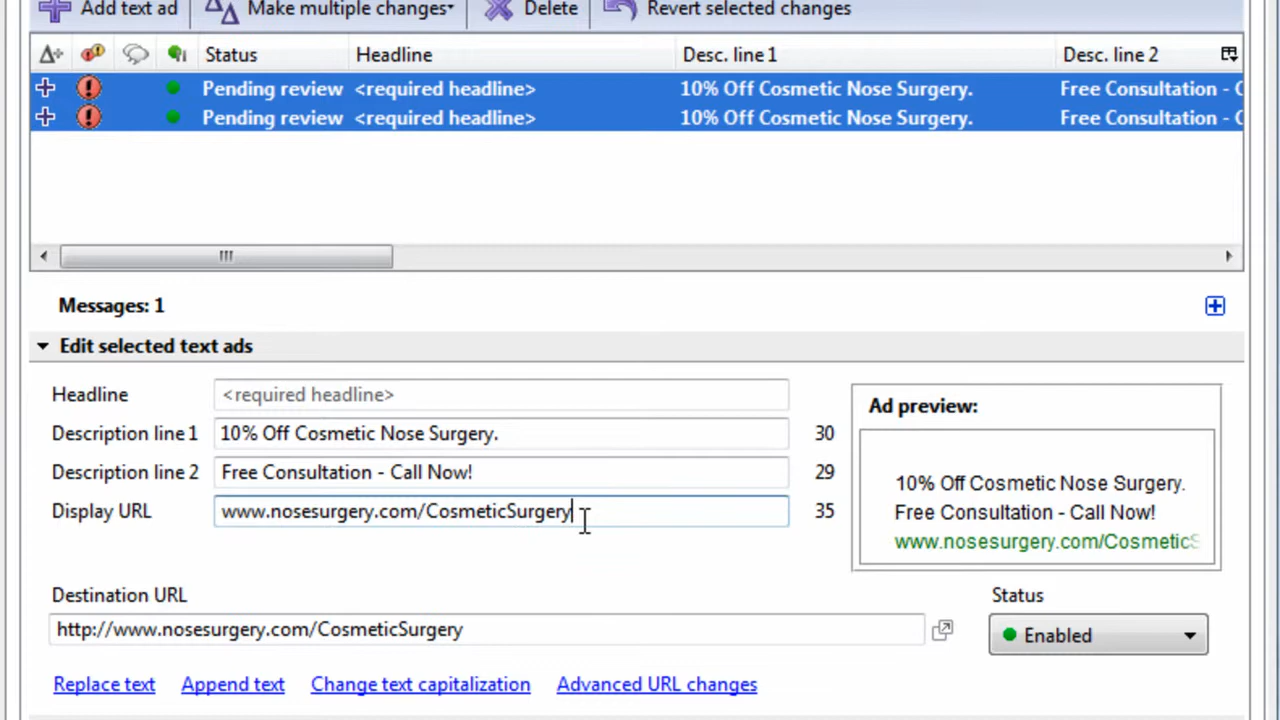 Add text ad Make multiple changes Delete Revert selected changes
Status Headline Desc. line 1 Desc. line 2
Pending review <required headline> 10% Off Cosmetic Nose Surgery. Free Consultation -
Pending review <required headline> 10% Off Cosmetic Nose Surgery. Free Consultation -
Messages: 1
Edit selected text ads
Headline <required headline>
Description line 1 10% Off Cosmetic Nose Surgery. 30
Description line 2 Free Consultation - Call Now! 29
Display URL www.nosesurgery.com/CosmeticSurgery 35
Ad preview:
10% Off Cosmetic Nose Surgery.
Free Consultation - Call Now!
www.nosesurgery.com/CosmeticS
Destination URL
http://www.nosesurgery.com/CosmeticSurgery
Status
Enabled
Replace text Append text Change text capitalization Advanced URL changes